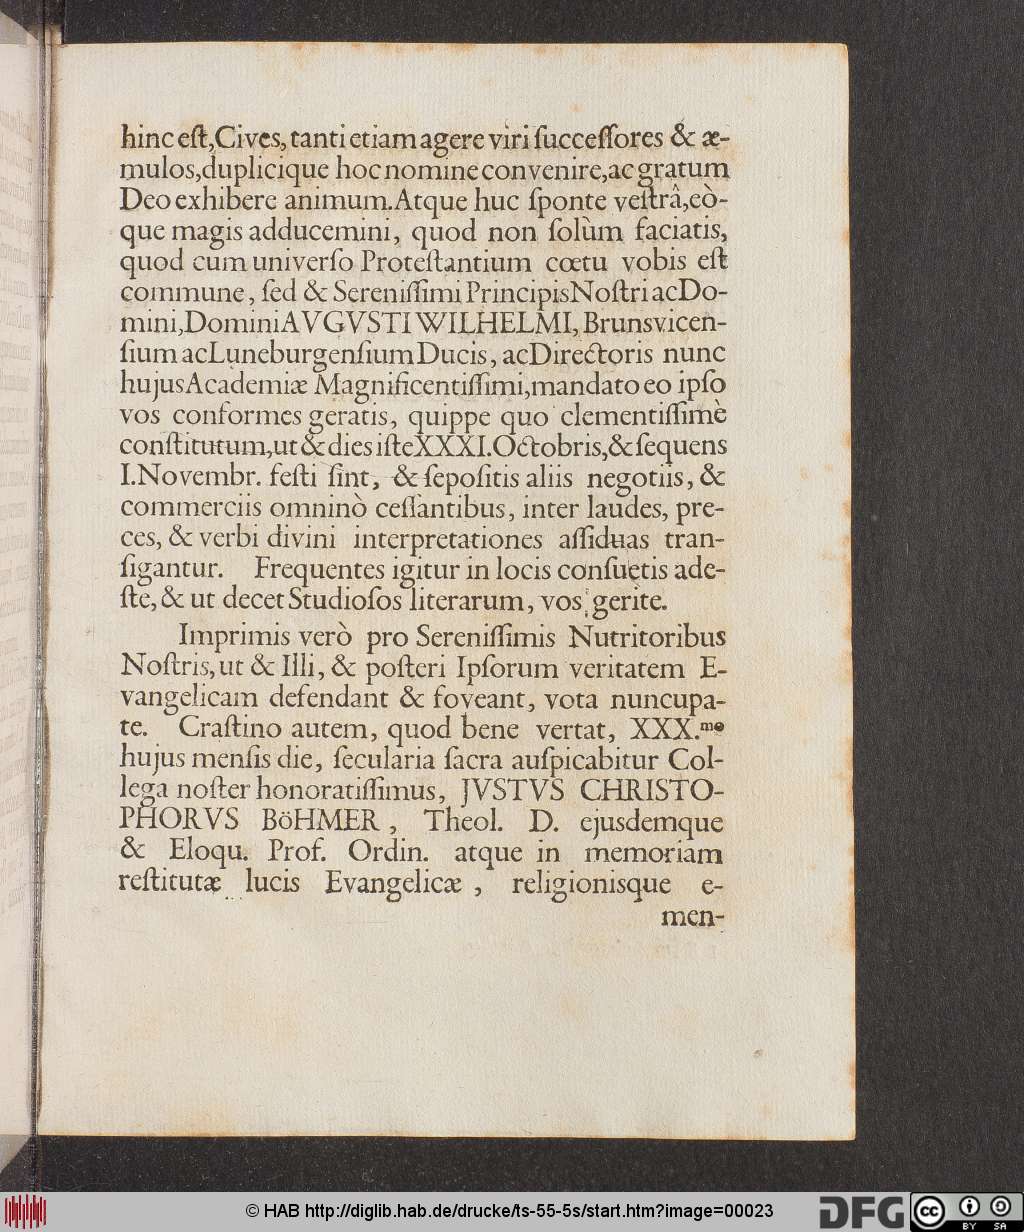 hinc eſt, Cives, tanti etiam agere viri ſucceſſores & æ-
mulos, duplicique hoc nomine convenire, ac gratum
Deo exhibere animum. Atque huc ſponte veſtrâ, eò-
que magis adducemini, quod non ſolùm faciatis,
quod cum univerſo Proteſtantium cœtu vobis eſt
commune, ſed & Sereniſſimi Principis Noſtri ac Do-
mini, Domini AVGVSTI WILHELMI, Brunsvicen-
ſium ac Luneburgenſium Ducis, ac Directoris nunc
hujus Academiæ Magnificentiſſimi, mandato eo ipſo
vos conformes geratis, quippe quo clementiſſimè
conſtitutum, ut & dies iſte XXXI. Octobris, & ſequens
I. Novembr. feſti ſint, & ſepoſitis aliis negotiis, &
commerciis omninò ceſſantibus, inter laudes, pre-
ces, & verbi divini interpretationes aſſiduas tran-
ſigantur. Frequentes igitur in locis conſuetis ade-
ſte, & ut decet Studioſos literarum, vos gerite.
Imprimis verò pro Sereniſſimis Nutritoribus
Noſtris, ut & Illi, & poſteri Ipſorum veritatem E-
vangelicam defendant & foveant, vota nuncupa-
te. Craſtino autem, quod bene vertat, XXX.mo
hujus menſis die, ſecularia ſacra auſpicabitur Col-
lega noſter honoratiſſimus, JVSTVS CHRISTO-
PHORVS BöHMER, Theol. D. ejusdemque
& Eloqu. Prof. Ordin. atque in memoriam
reſtitutæ lucis Evangelicæ, religionisque e-
men-
© HAB http://diglib.hab.de/drucke/ts-55-5s/start.htm?image=00023
DFG
cc BY SA